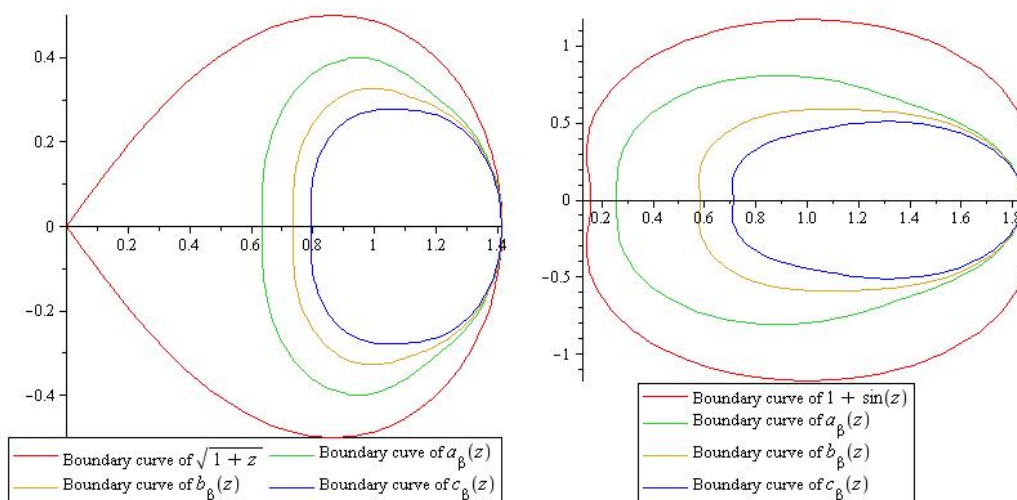 0.4
0.2
0
0.2 0.4 0.6 0.8 1 1.2 1.4
−0.2
−0.4
Boundary curve of √(1 + z)
Boundary curve of a_β(z)
Boundary curve of b_β(z)
Boundary curve of c_β(z)
1
0.5
0
0.2 0.4 0.6 0.8 1.0 1.2 1.4 1.6 1.8
−0.5
−1
Boundary curve of 1 + sin(z)
Boundary curve of a_β(z)
Boundary curve of b_β(z)
Boundary curve of c_β(z)